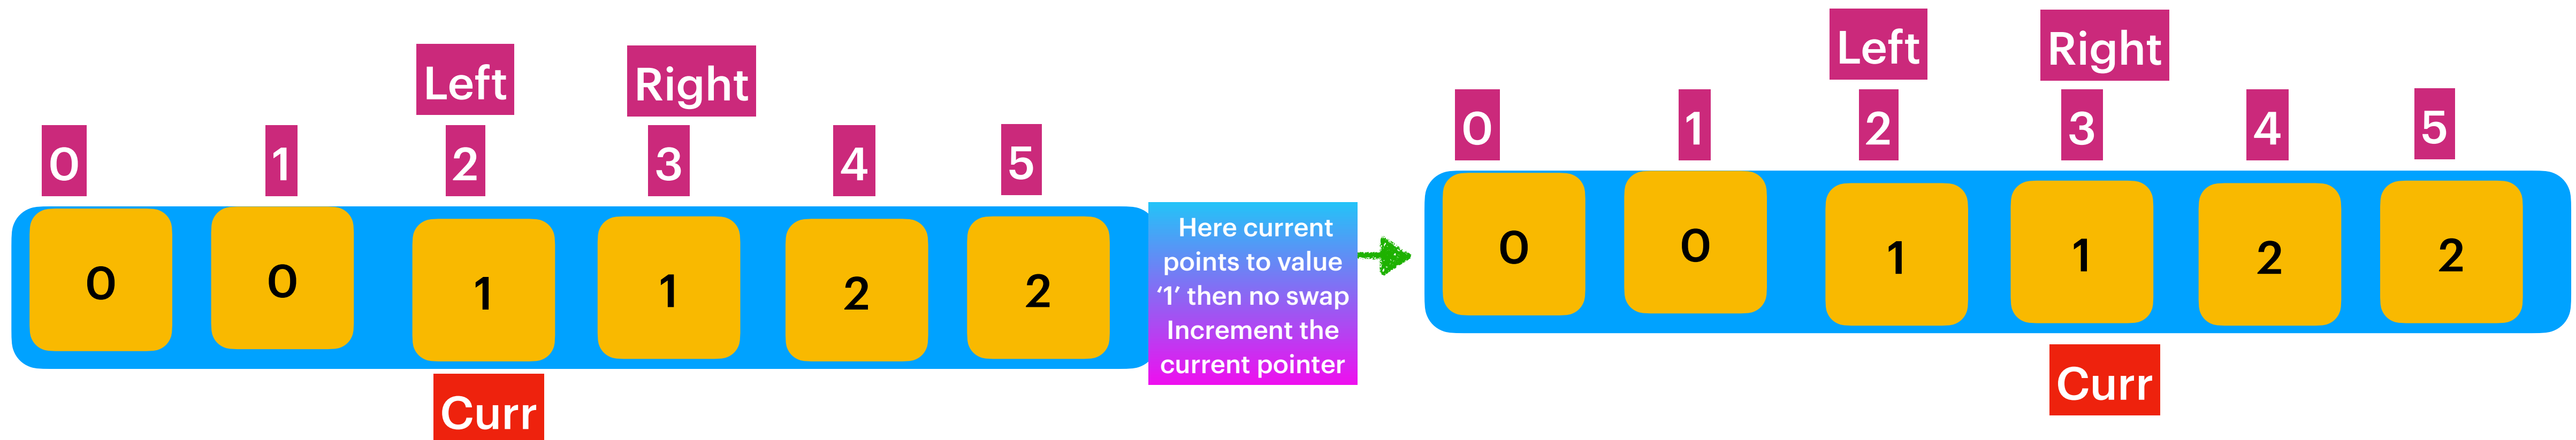 Left Right
0 1 2 3 4 5
0 0 1 1 2 2
Curr
Here current
points to value
‘1’ then no swap
Increment the
current pointer
Left Right
0 1 2 3 4 5
0 0 1 1 2 2
Curr